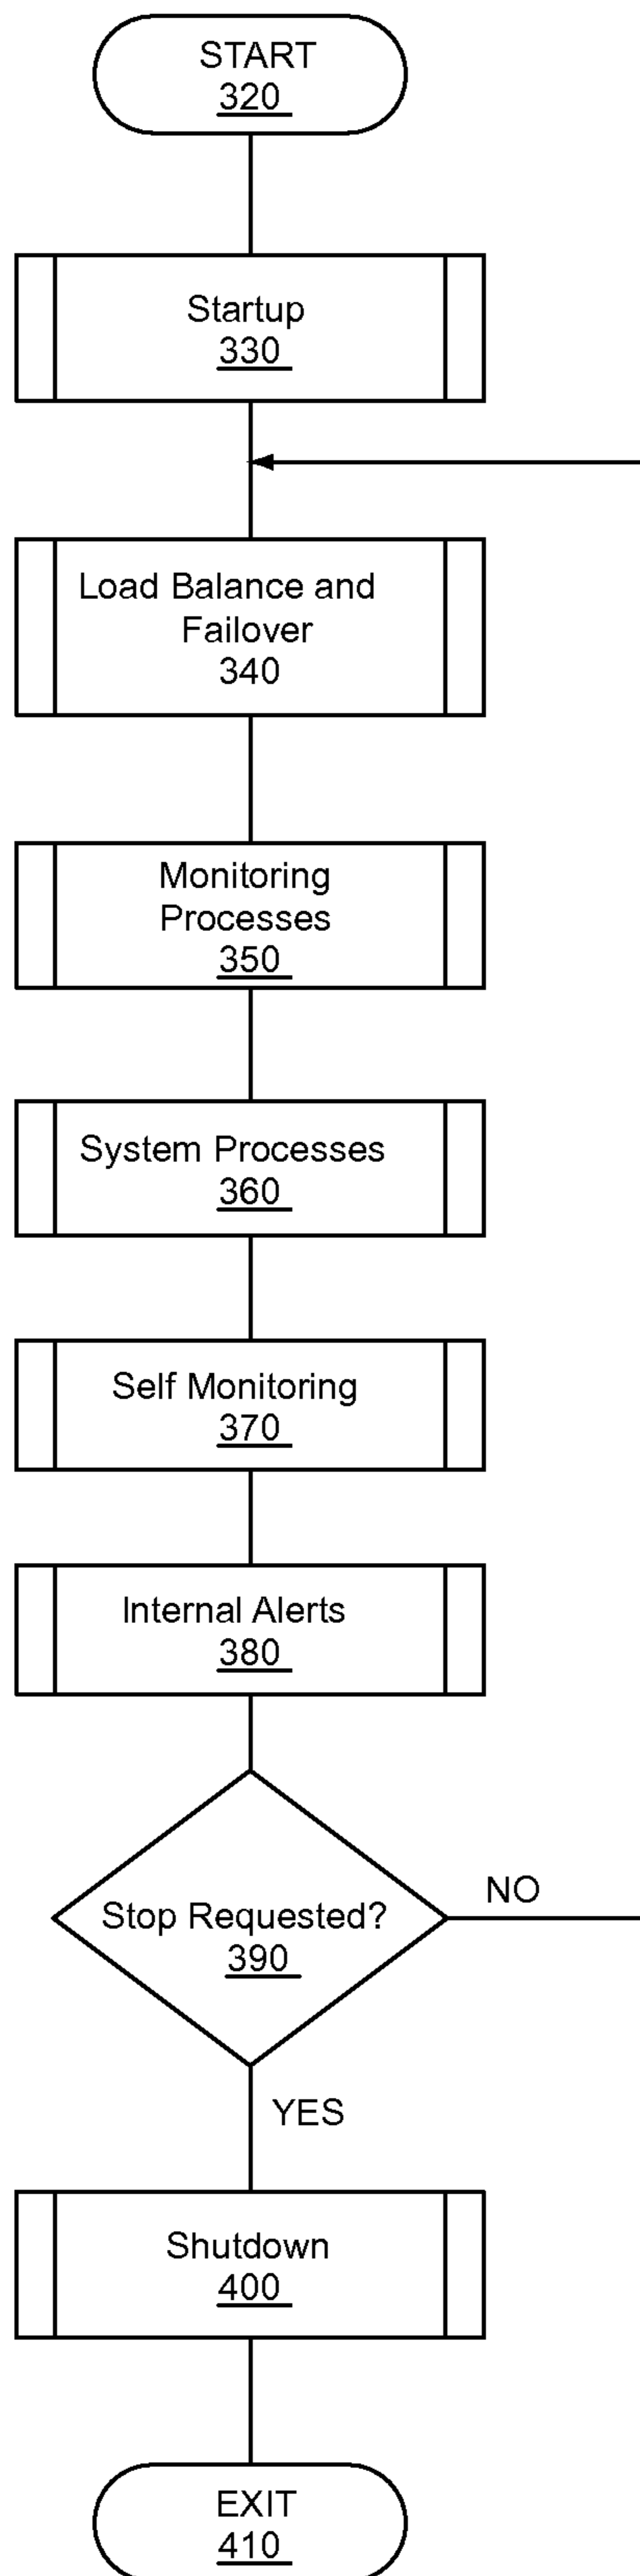 START
320
Startup
330
Load Balance and
Failover
340
Monitoring
Processes
350
System Processes
360
Self Monitoring
370
Internal Alerts
380
Stop Requested?
390
NO
YES
Shutdown
400
EXIT
410